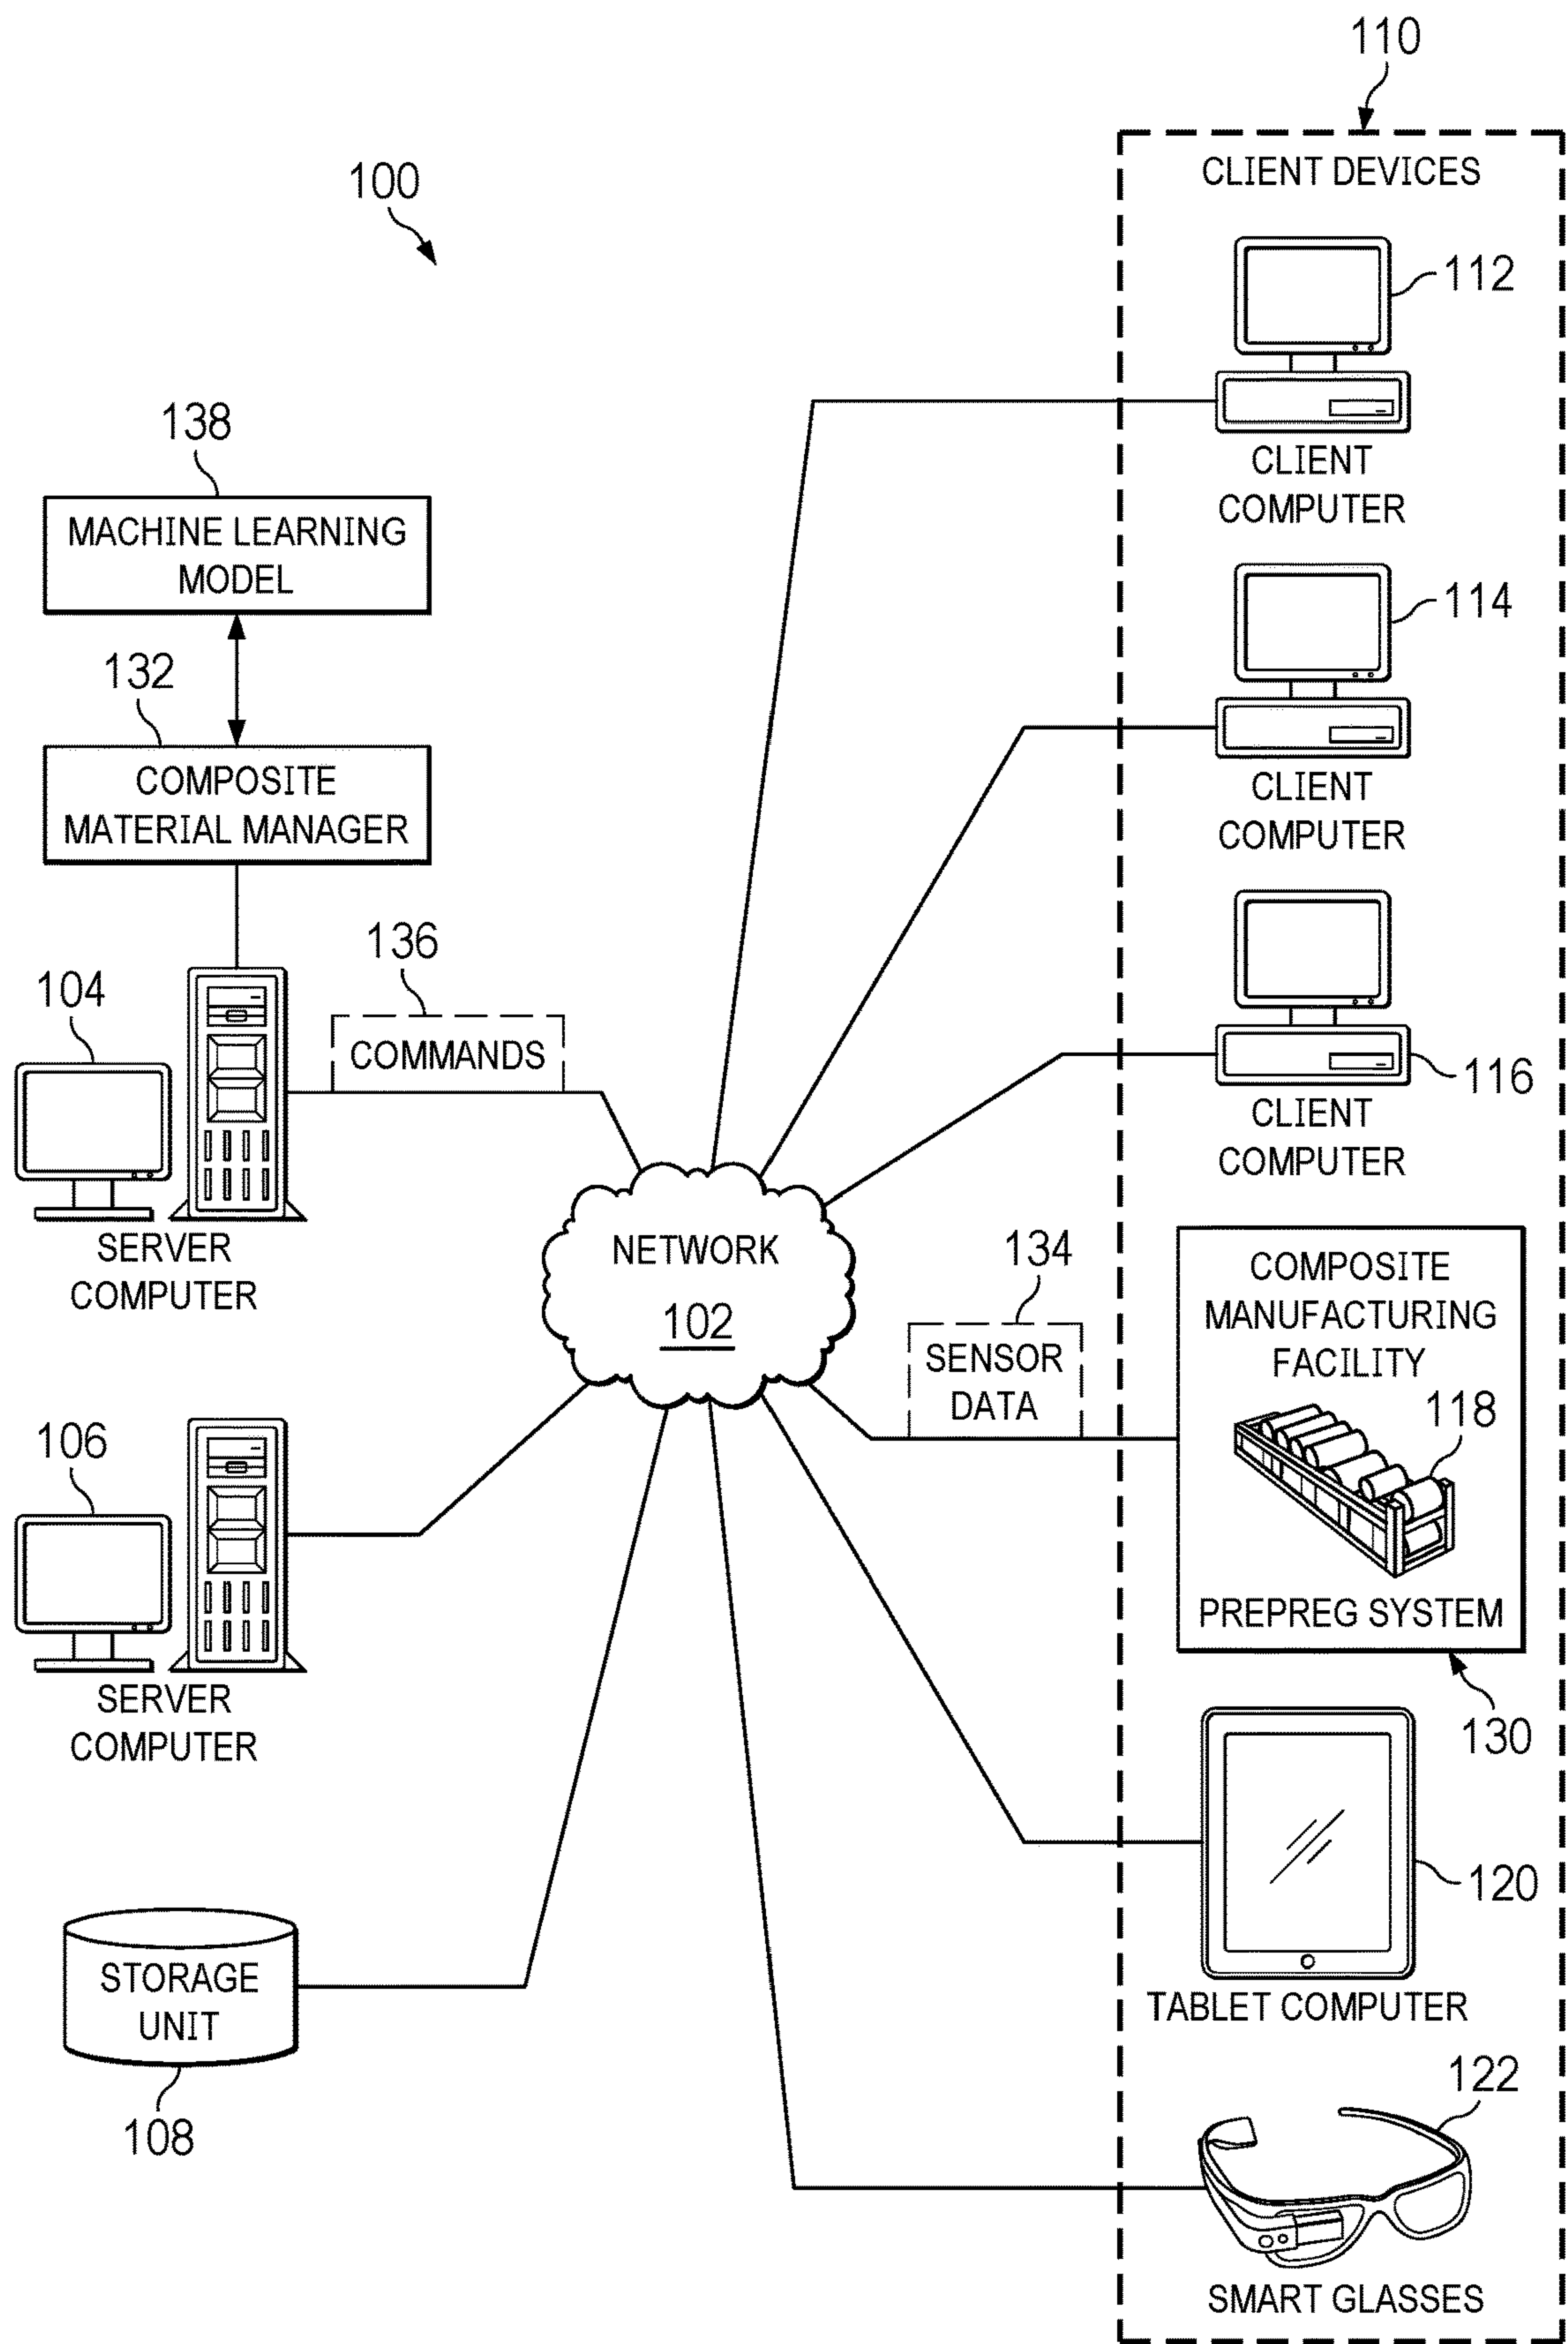 110
CLIENT DEVICES
100
112
CLIENT
COMPUTER
138
MACHINE LEARNING
MODEL
114
CLIENT
COMPUTER
132
COMPOSITE
MATERIAL MANAGER
136
COMMANDS
104
SERVER
COMPUTER
116
CLIENT
COMPUTER
NETWORK
102
134
SENSOR
DATA
COMPOSITE
MANUFACTURING
FACILITY
118
PREPREG SYSTEM
130
106
SERVER
COMPUTER
120
TABLET COMPUTER
STORAGE
UNIT
108
122
SMART GLASSES